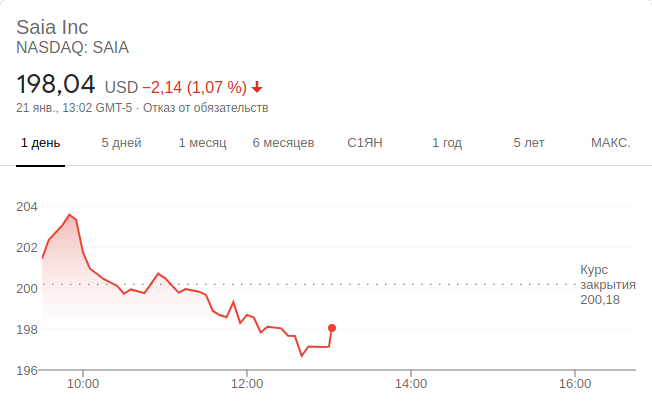 Saia Inc
NASDAQ: SAIA
198,04 USD −2,14 (1,07 %)
21 янв., 13:02 GMT-5 · Отказ от обязательств
1 день 5 дней 1 месяц 6 месяцев С1ЯН 1 год 5 лет МАКС.
204
202
200
198
196
Курс
закрытия
200,18
10:00 12:00 14:00 16:00